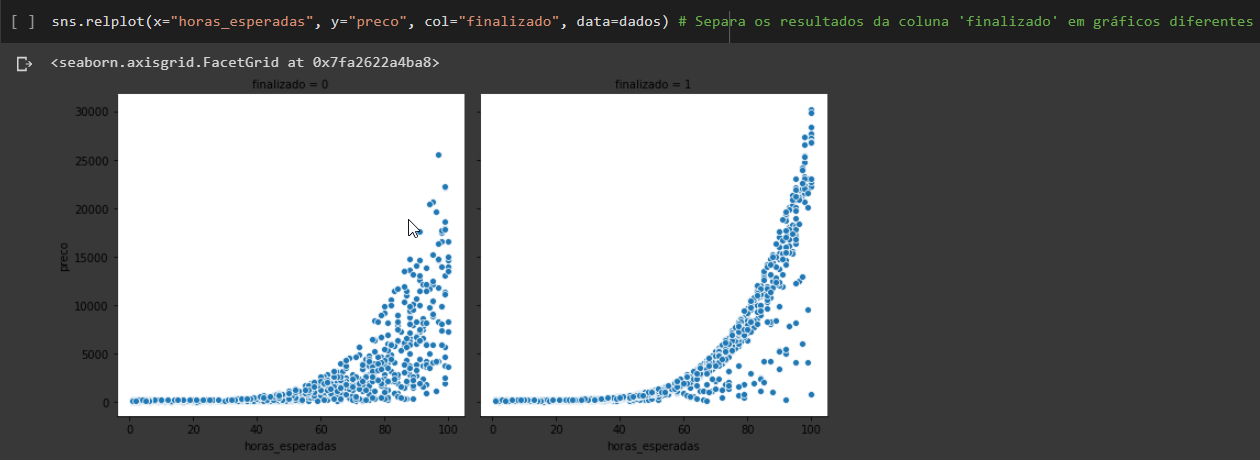 [ ] sns.relplot(x="horas_esperadas", y="preco", col="finalizado", data=dados) # Separa os resultados da coluna 'finalizado' em gráficos diferentes
<seaborn.axisgrid.FacetGrid at 0x7fa2622a4ba8>
finalizado = 0
finalizado = 1
30000
25000
20000
15000
10000
5000
0
preco
0 20 40 60 80 100
0 20 40 60 80 100
horas_esperadas
horas_esperadas